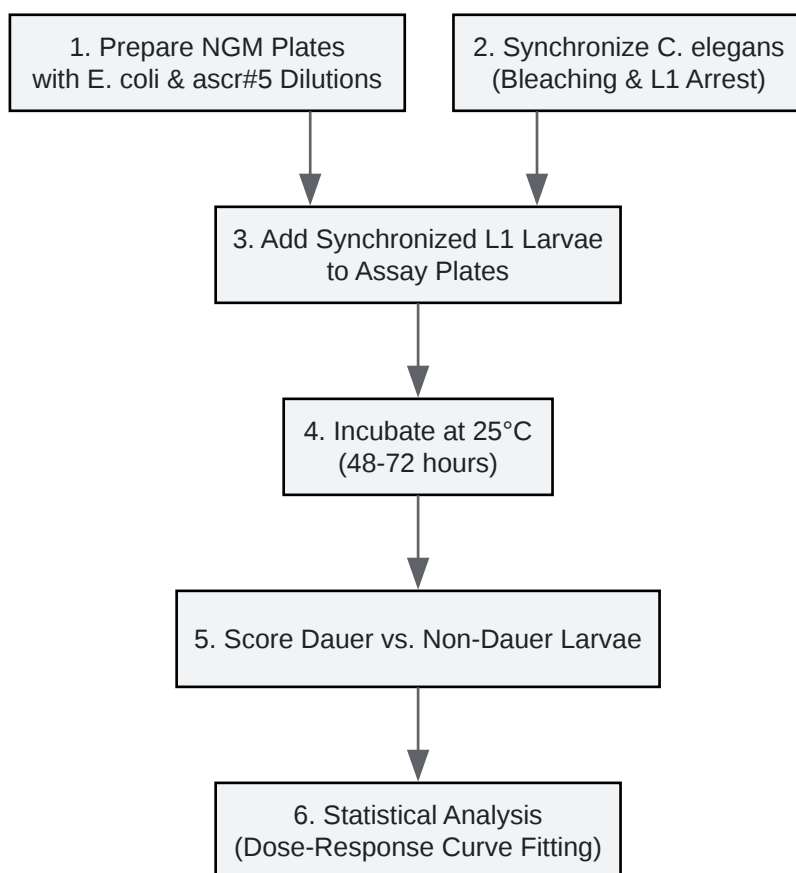 1. Prepare NGM Plates
with E. coli & ascr#5 Dilutions
2. Synchronize C. elegans
(Bleaching & L1 Arrest)
3. Add Synchronized L1 Larvae
to Assay Plates
4. Incubate at 25°C
(48-72 hours)
5. Score Dauer vs. Non-Dauer Larvae
6. Statistical Analysis
(Dose-Response Curve Fitting)